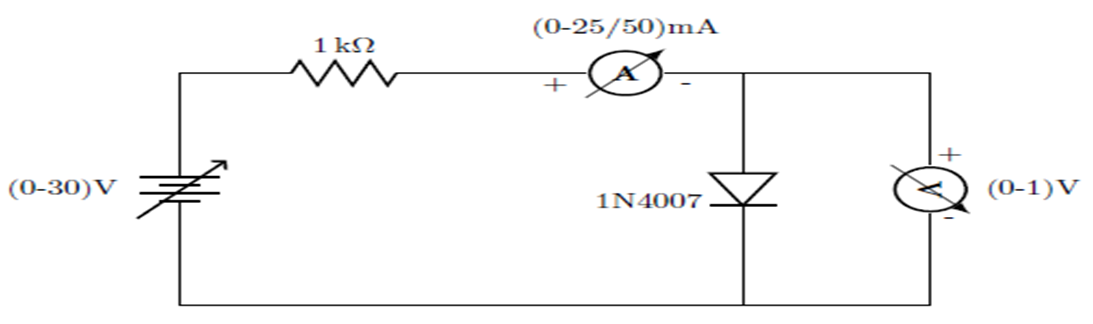 (0-25/50)mA
1 kΩ
+ A -
+
(0-30)V
1N4007
V
(0-1)V
-